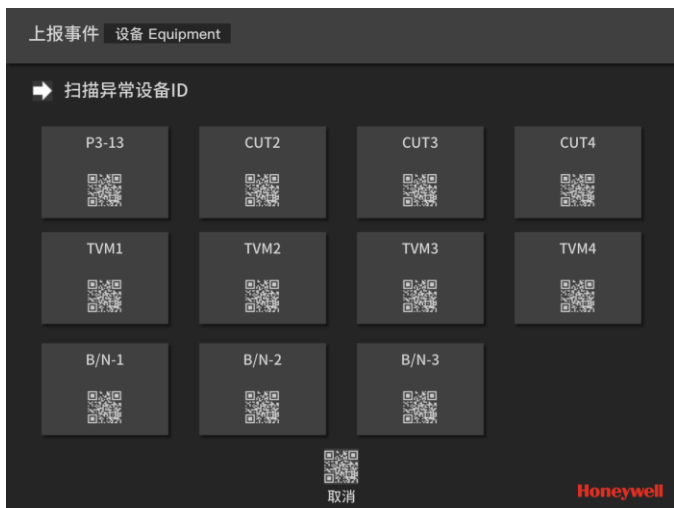 上报事件 设备 Equipment
扫描异常设备ID
P3-13 CUT2 CUT3 CUT4
TVM1 TVM2 TVM3 TVM4
B/N-1 B/N-2 B/N-3
取消
Honeywell